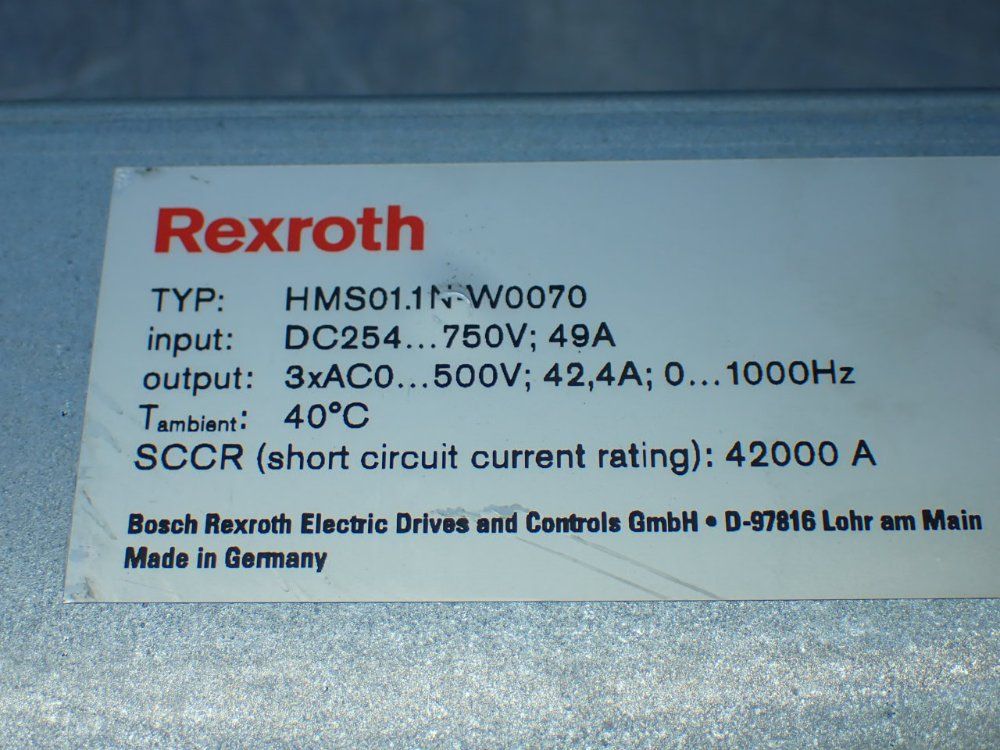 Rexroth
TYP: HMS01.1N-W0070
input: DC254...750V; 49A
output: 3xAC0...500V; 42,4A; 0...1000Hz
Tambient: 40°C
SCCR (short circuit current rating): 42000 A
Bosch Rexroth Electric Drives and Controls GmbH • D-97816 Lohr am Main
Made in Germany